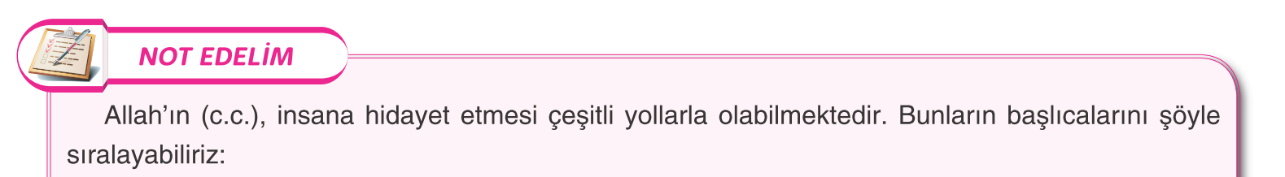 NOT EDELİM
Allah’ın (c.c.), insana hidayet etmesi çeşitli yollarla olabilmektedir. Bunların başlıcalarını şöyle
sıralayabiliriz: